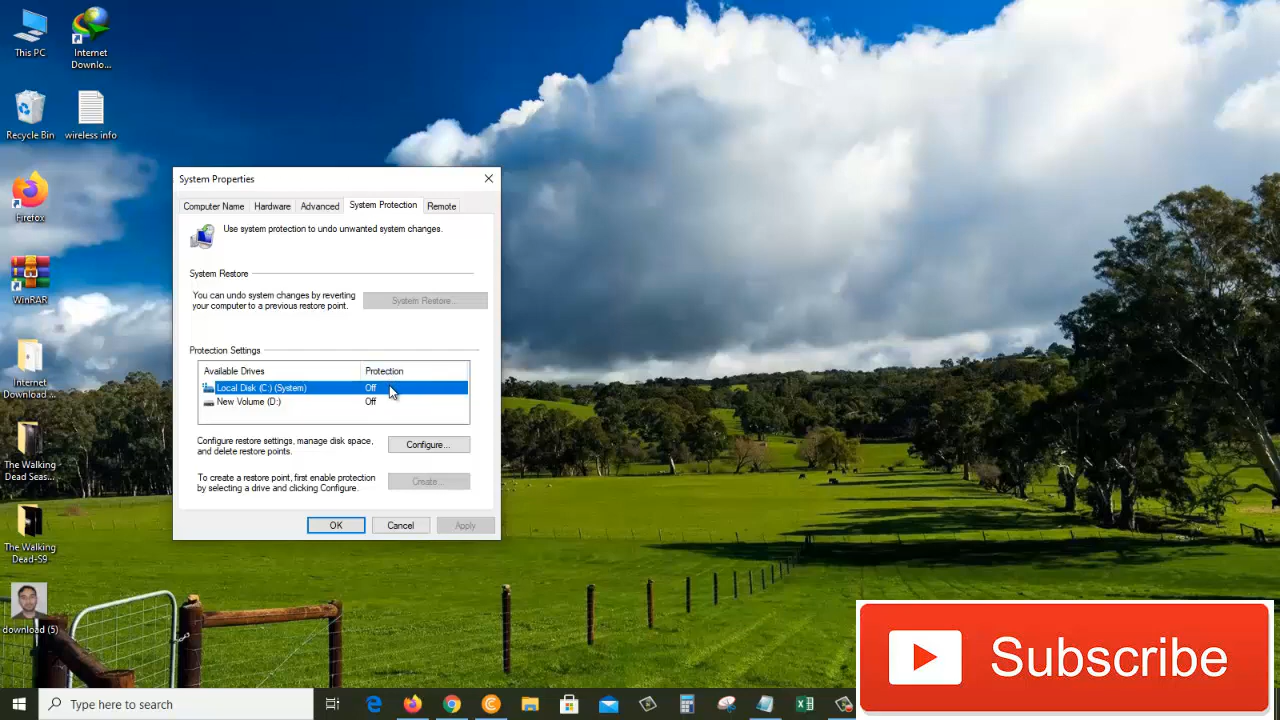 This PC
Internet
Downlo...
Recycle Bin
wireless info
Firefox
WinRAR
Internet
Download ...
The Walking
Dead Seas...
The Walking
Dead-S9
download (5)
System Properties
Computer Name
Hardware
Advanced
System Protection
Remote
Use system protection to undo unwanted system changes.
System Restore
You can undo system changes by reverting
your computer to a previous restore point.
System Restore...
Protection Settings
Available Drives
Protection
Local Disk (C:) (System)
Off
New Volume (D:)
Off
Configure restore settings, manage disk space,
and delete restore points.
Configure...
To create a restore point, first enable protection
by selecting a drive and clicking Configure.
Create...
OK
Cancel
Apply
Subscribe
Type here to search